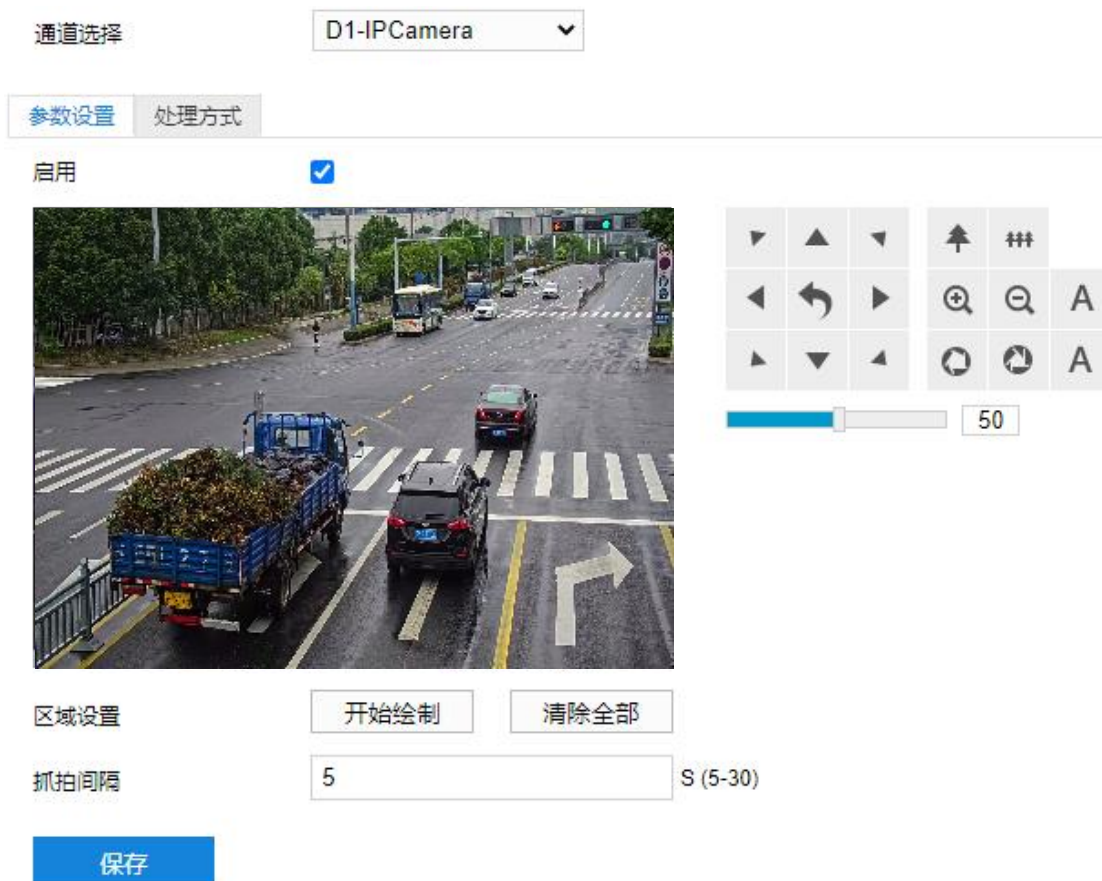 通道选择
D1-IPCamera
参数设置 处理方式
启用
A
A
50
区域设置 开始绘制 清除全部
抓拍间隔 5 S (5-30)
保存